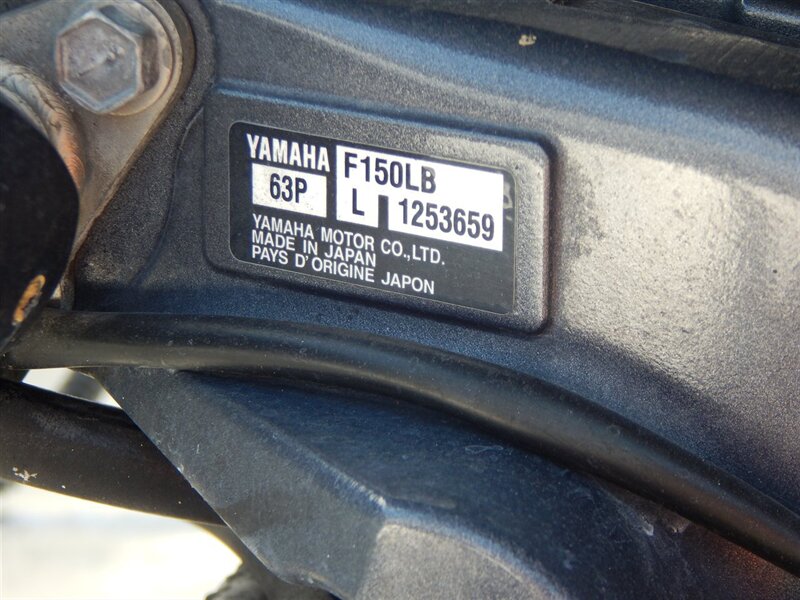 YAMAHA F150LB
63P L 1253659
YAMAHA MOTOR CO.,LTD.
MADE IN JAPAN
PAYS D'ORIGINE JAPON